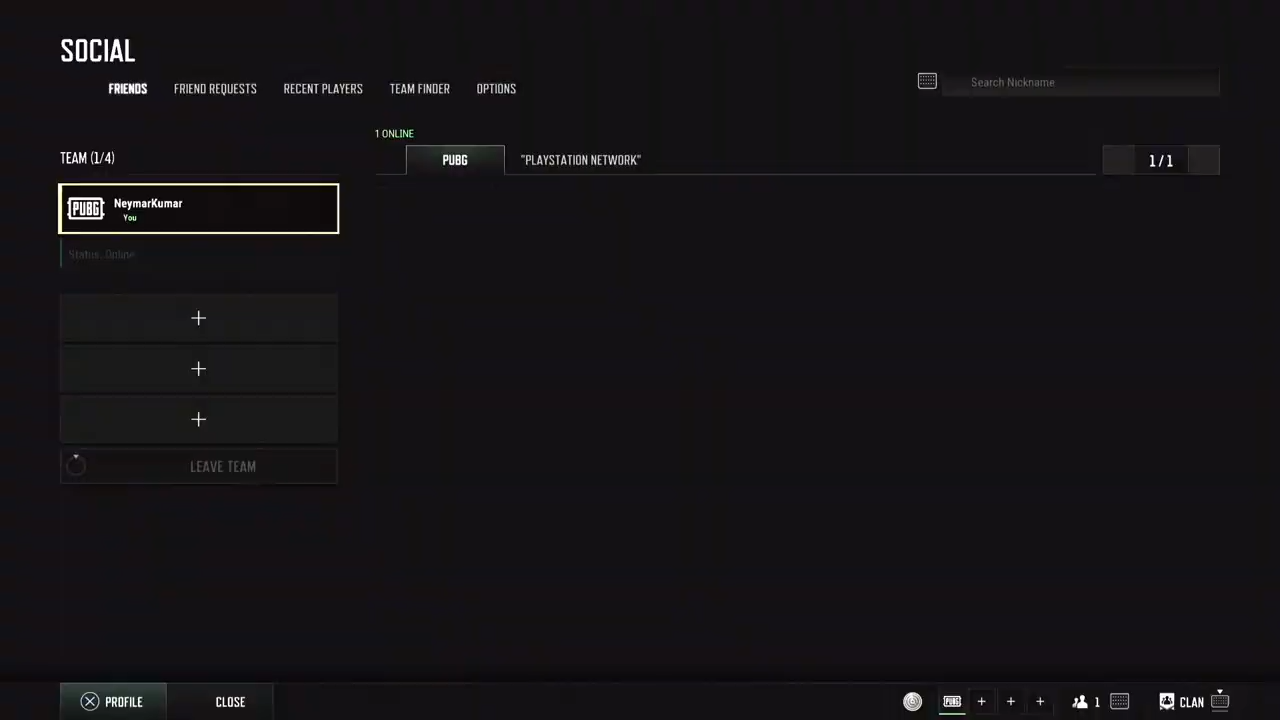 SOCIAL
FRIENDS FRIEND REQUESTS RECENT PLAYERS TEAM FINDER OPTIONS
Search Nickname
1 ONLINE
TEAM (1/4)
PUBG "PLAYSTATION NETWORK" 1/1
PUBG NeymarKumar
You
Status: Online
+
+
+
LEAVE TEAM
PROFILE CLOSE
PUBG + + + 1 CLAN